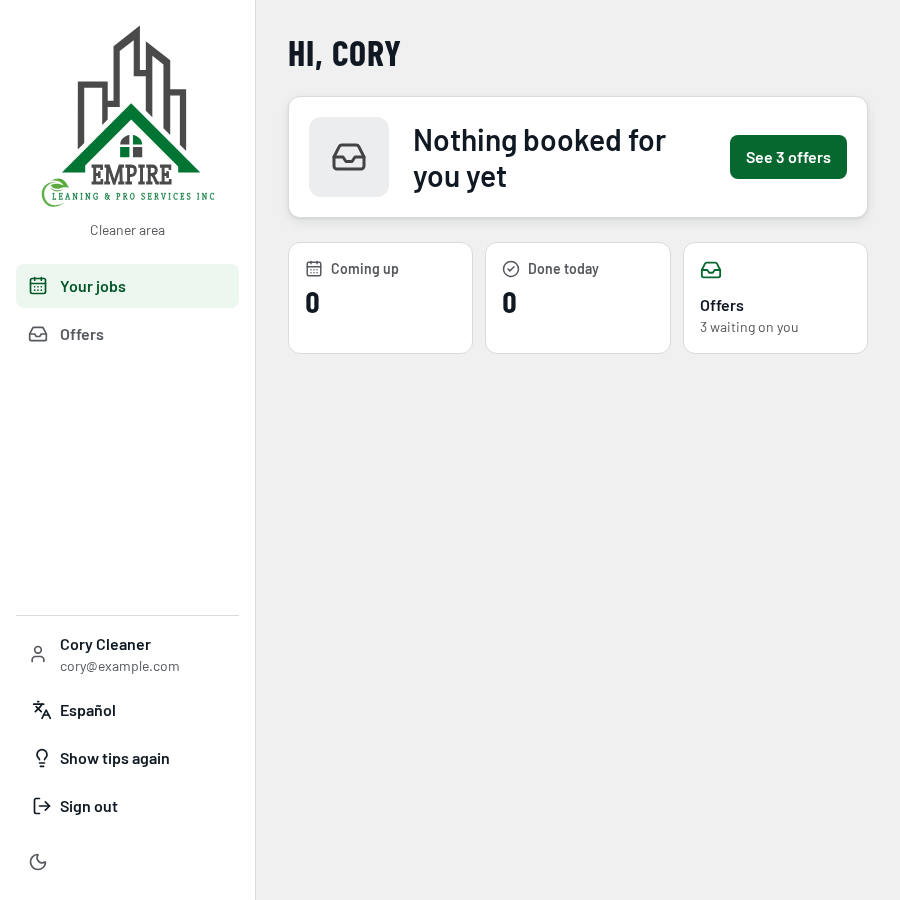 EMPIRE
LEANING & PRO SERVICES INC
Cleaner area
Your jobs
Offers
Cory Cleaner
cory@example.com
Español
Show tips again
Sign out
HI, CORY
Nothing booked for
you yet
See 3 offers
Coming up
0
Done today
0
Offers
3 waiting on you